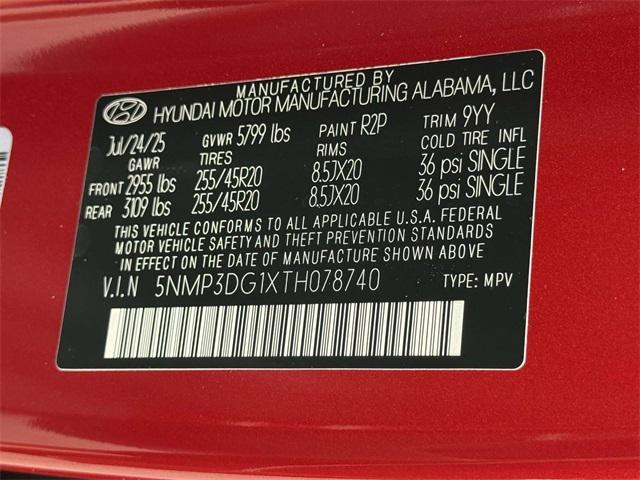 MANUFACTURED BY
HYUNDAI MOTOR MANUFACTURING ALABAMA, LLC
Jul/24/25 GVWR 5799 lbs PAINT R2P TRIM 9YY
GAWR TIRES RIMS COLD TIRE INFL
FRONT 2955 lbs 255/45R20 8.5JX20 36 psi SINGLE
REAR 3109 lbs 255/45R20 8.5JX20 36 psi SINGLE
THIS VEHICLE CONFORMS TO ALL APPLICABLE U.S.A. FEDERAL
MOTOR VEHICLE SAFETY AND THEFT PREVENTION STANDARDS
IN EFFECT ON THE DATE OF MANUFACTURE SHOWN ABOVE.
V.I.N 5NMP3DG1XTH078740 TYPE: MPV